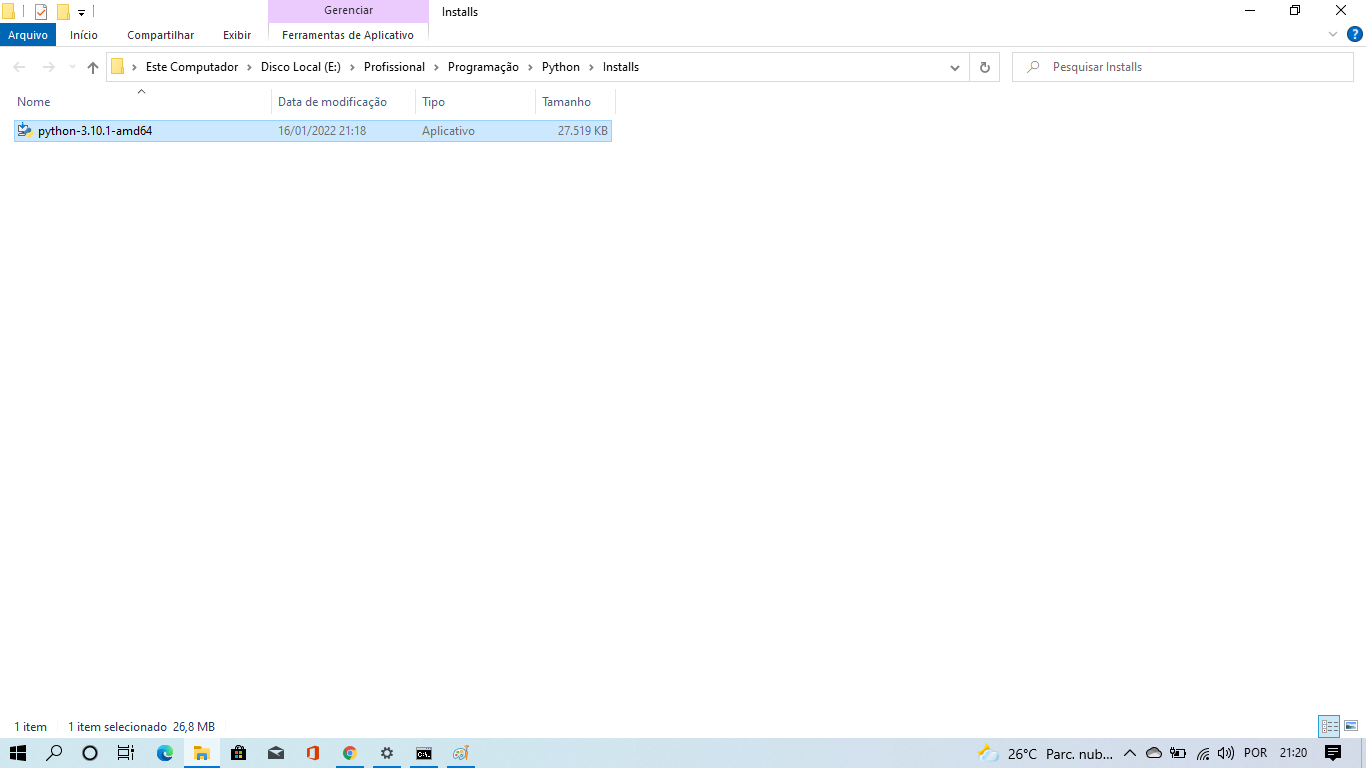 Gerenciar Installs
Arquivo Início Compartilhar Exibir Ferramentas de Aplicativo ?
Este Computador Disco Local (E:) Profissional Programação Python Installs Pesquisar Installs
Nome Data de modificação Tipo Tamanho
python-3.10.1-amd64 16/01/2022 21:18 Aplicativo 27.519 KB
1 item 1 item selecionado 26,8 MB
C:\. 26°C Parc. nub... POR 21:20